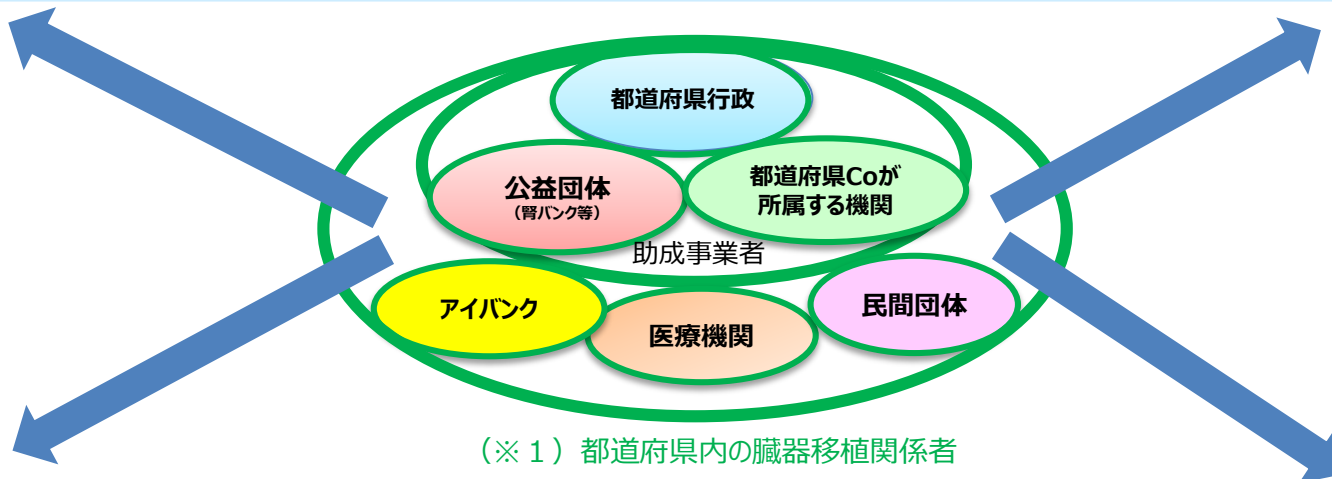 都道府県行政
公益団体
（腎バンク等）
都道府県Coが
所属する機関
助成事業者
アイバンク
医療機関
民間団体
（※１）都道府県内の臓器移植関係者